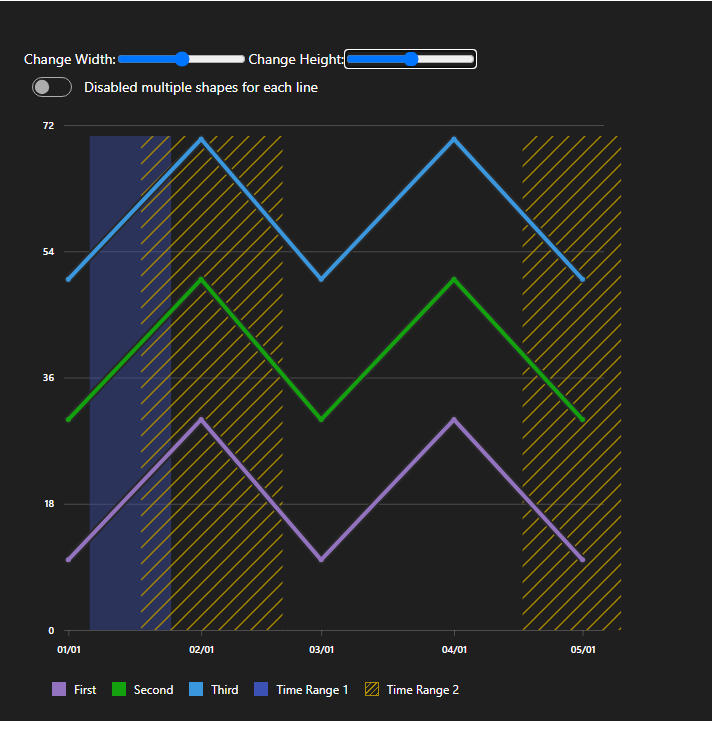 Change Width: Change Height:
Disabled multiple shapes for each line
72
54
36
18
0
01/01 02/01 03/01 04/01 05/01
First Second Third Time Range 1 Time Range 2